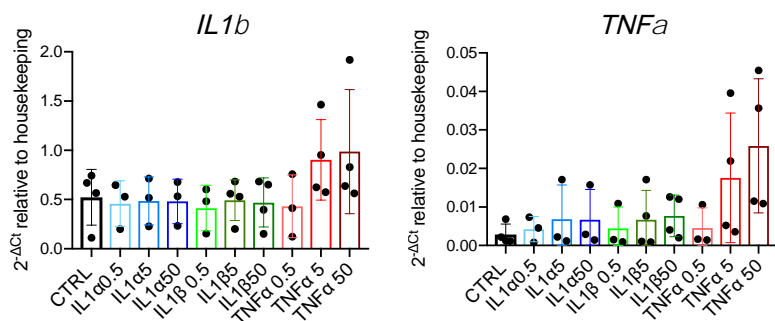 IL1b
2-ΔCt relative to housekeeping
2.0
1.5
1.0
0.5
0.0
CTRL
IL1α0.5
IL1α5
IL1α50
IL1β 0.5
IL1β5
IL1β50
TNFα 0.5
TNFα 5
TNFα 50
TNFa
2-ΔCt relative to housekeeping
0.05
0.04
0.03
0.02
0.01
0.00
CTRL
IL1α0.5
IL1α5
IL1α50
IL1β 0.5
IL1β5
IL1β50
TNFα 0.5
TNFα 5
TNFα 50